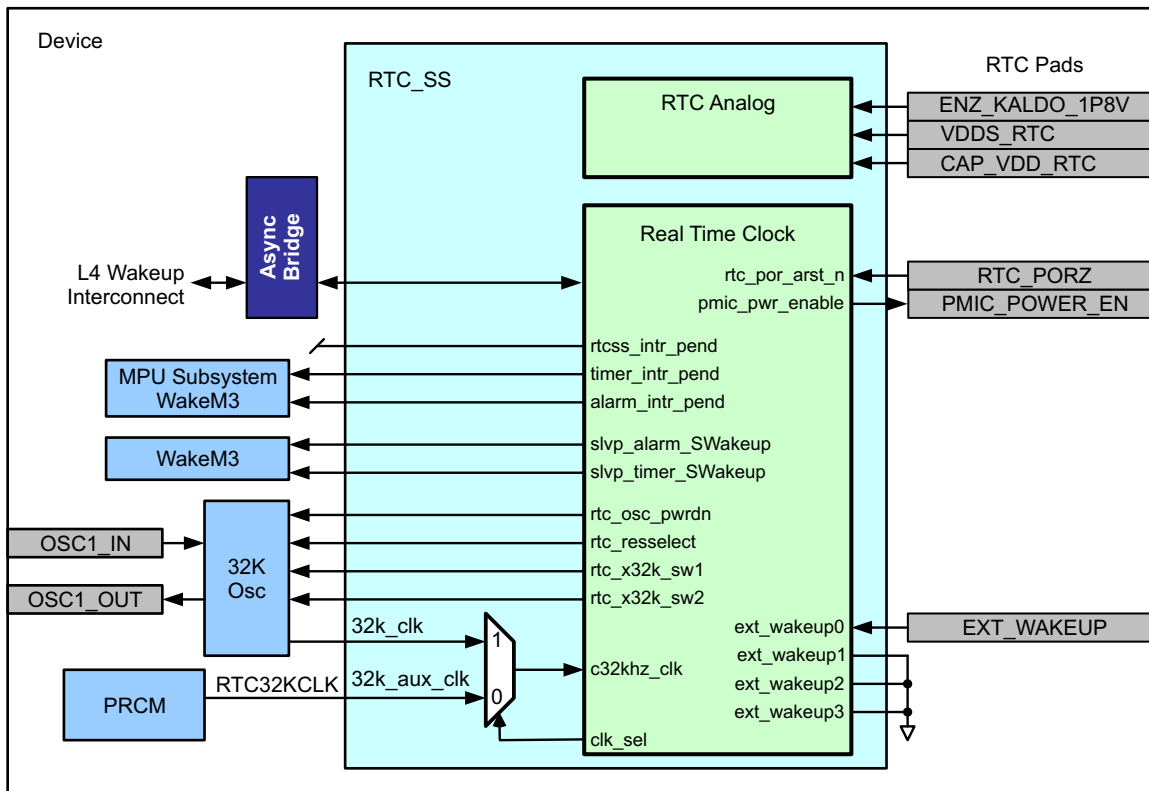 Device
RTC_SS
RTC Analog
RTC Pads
ENZ_KALDO_1P8V
VDDS_RTC
CAP_VDD_RTC
Async
Bridge
L4 Wakeup
Interconnect
Real Time Clock
rtc_por_arst_n
RTC_PORZ
pmic_pwr_enable
PMIC_POWER_EN
rtcss_intr_pend
MPU Subsystem
WakeM3
timer_intr_pend
alarm_intr_pend
WakeM3
slvp_alarm_SWakeup
slvp_timer_SWakeup
OSC1_IN
OSC1_OUT
32K
Osc
rtc_osc_pwrdn
rtc_resselect
rtc_x32k_sw1
rtc_x32k_sw2
32k_clk
1
0
c32khz_clk
PRCM
RTC32KCLK
32k_aux_clk
clk_sel
ext_wakeup0
EXT_WAKEUP
ext_wakeup1
ext_wakeup2
ext_wakeup3